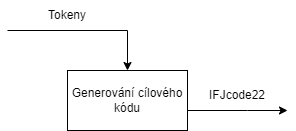 Tokeny
Generování cílového
kódu
IFJcode22